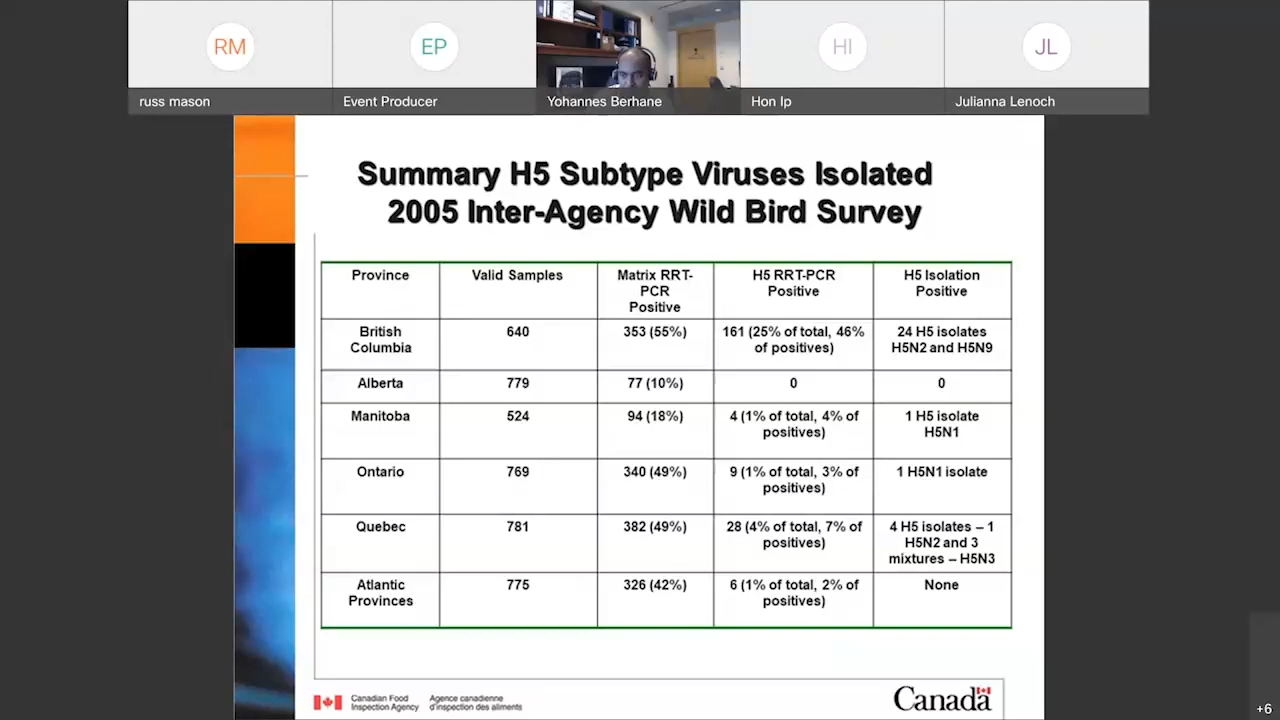 RM
EP
HI
JL
russ mason
Event Producer
Yohannes Berhane
Hon Ip
Julianna Lenoch
Summary H5 Subtype Viruses Isolated
2005 Inter-Agency Wild Bird Survey
Province
Valid Samples
Matrix RRT-
PCR
Positive
H5 RRT-PCR
Positive
H5 Isolation
Positive
British
Columbia
640
353 (55%)
161 (25% of total, 46%
of positives)
24 H5 isolates
H5N2 and H5N9
Alberta
779
77 (10%)
0
0
Manitoba
524
94 (18%)
4 (1% of total, 4% of
positives)
1 H5 isolate
H5N1
Ontario
769
340 (49%)
9 (1% of total, 3% of
positives)
1 H5N1 isolate
Quebec
781
382 (49%)
28 (4% of total, 7% of
positives)
4 H5 isolates – 1
H5N2 and 3
mixtures – H5N3
Atlantic
Provinces
775
326 (42%)
6 (1% of total, 2% of
positives)
None
Canadian Food
Inspection Agency
Agence canadienne
d'inspection des aliments
Canada
+6